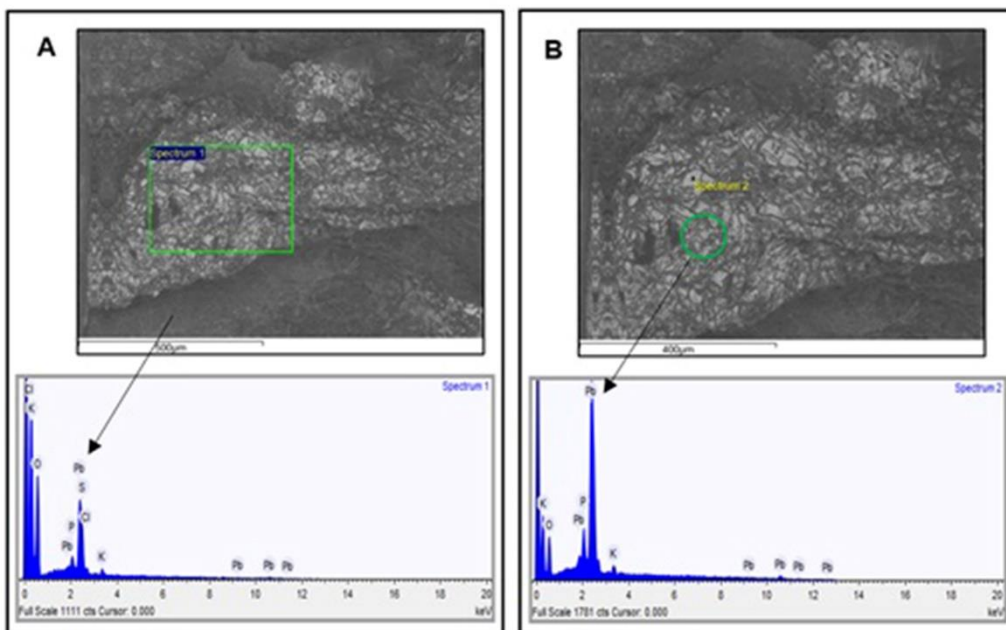 A
Spectrum 1
500µm
Spectrum 1
Cl
K
O
Pb
S
Cl
P
Pb
K
Pb
Pb
Pb
0
2
4
6
8
10
12
14
16
18
20
Full Scale 1111 cts Cursor: 0.000
keV
B
Spectrum 2
400µm
Spectrum 2
Pb
K
O
P
Pb
K
Pb
Pb
Pb
Pb
0
2
4
6
8
10
12
14
16
18
20
Full Scale 1781 cts Cursor: 0.000
keV